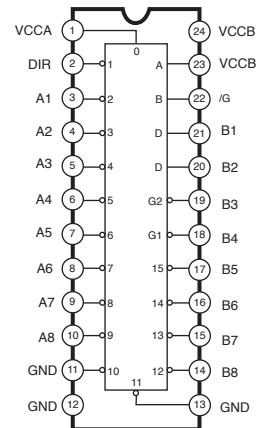 VCCA 1 0 24 VCCB
DIR 2 1 A 23 VCCB
A1 3 2 B 22 /G
A2 4 3 D 21 B1
A3 5 4 D 20 B2
A4 6 5 G2 19 B3
A5 7 6 G1 18 B4
A6 8 7 15 17 B5
A7 9 8 14 16 B6
A8 10 9 13 15 B7
GND 11 10 12 14 B8
GND 12 11 13 GND